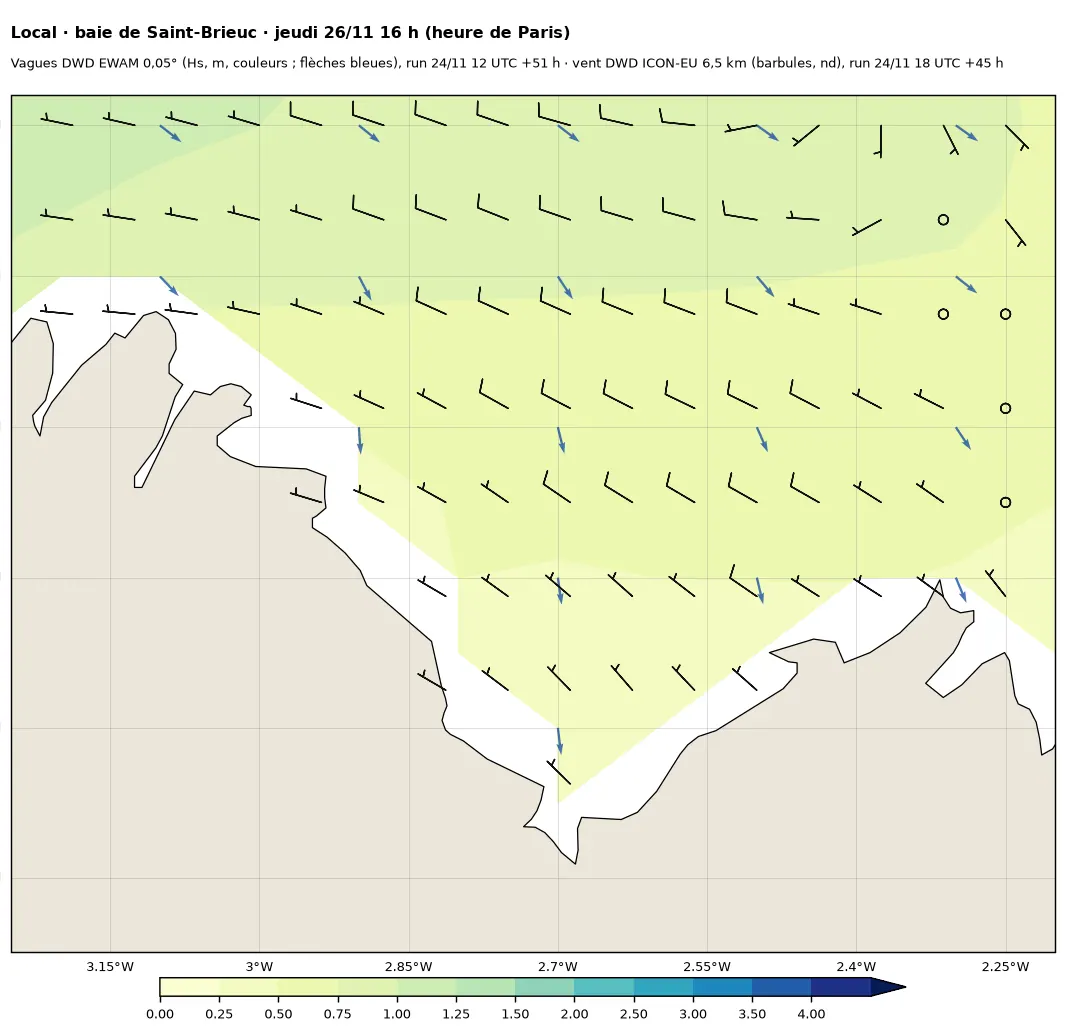 Local · baie de Saint-Brieuc · jeudi 26/11 16 h (heure de Paris)
Vagues DWD EWAM 0,05° (Hs, m, couleurs ; flèches bleues), run 24/11 12 UTC +51 h · vent DWD ICON-EU 6,5 km (barbules, nd), run 24/11 18 UTC +45 h
3.15°W 3°W 2.85°W 2.7°W 2.55°W 2.4°W 2.25°W
0.00 0.25 0.50 0.75 1.00 1.25 1.50 2.00 2.50 3.00 3.50 4.00